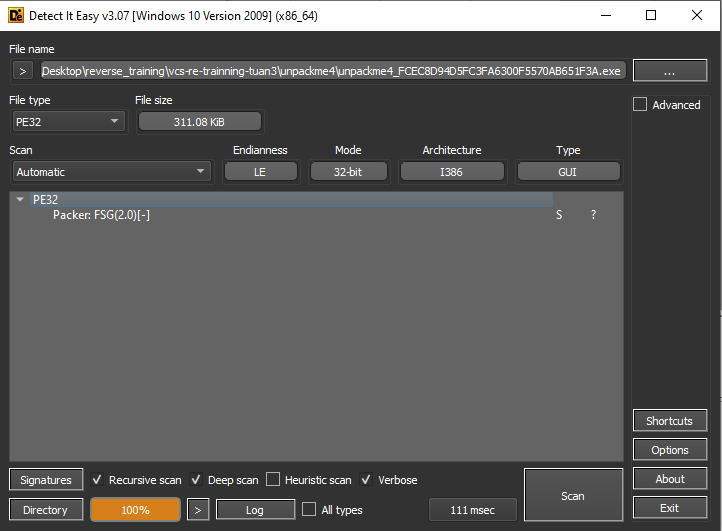 Detect It Easy v3.07 [Windows 10 Version 2009] (x86_64)
File name
> Desktop\reverse_training\vcs-re-trainning-tuan3\unpackme4\unpackme4_FCEC8D94D5FC3FA6300F5570AB651F3A.exe ...
File type File size Advanced
PE32 311.08 KiB
Scan Endianness Mode Architecture Type
Automatic LE 32-bit I386 GUI
PE32
Packer: FSG(2.0)[-] S ?
Shortcuts
Options
Signatures Recursive scan Deep scan Heuristic scan Verbose Scan About
Directory 100% > Log All types 111 msec Exit